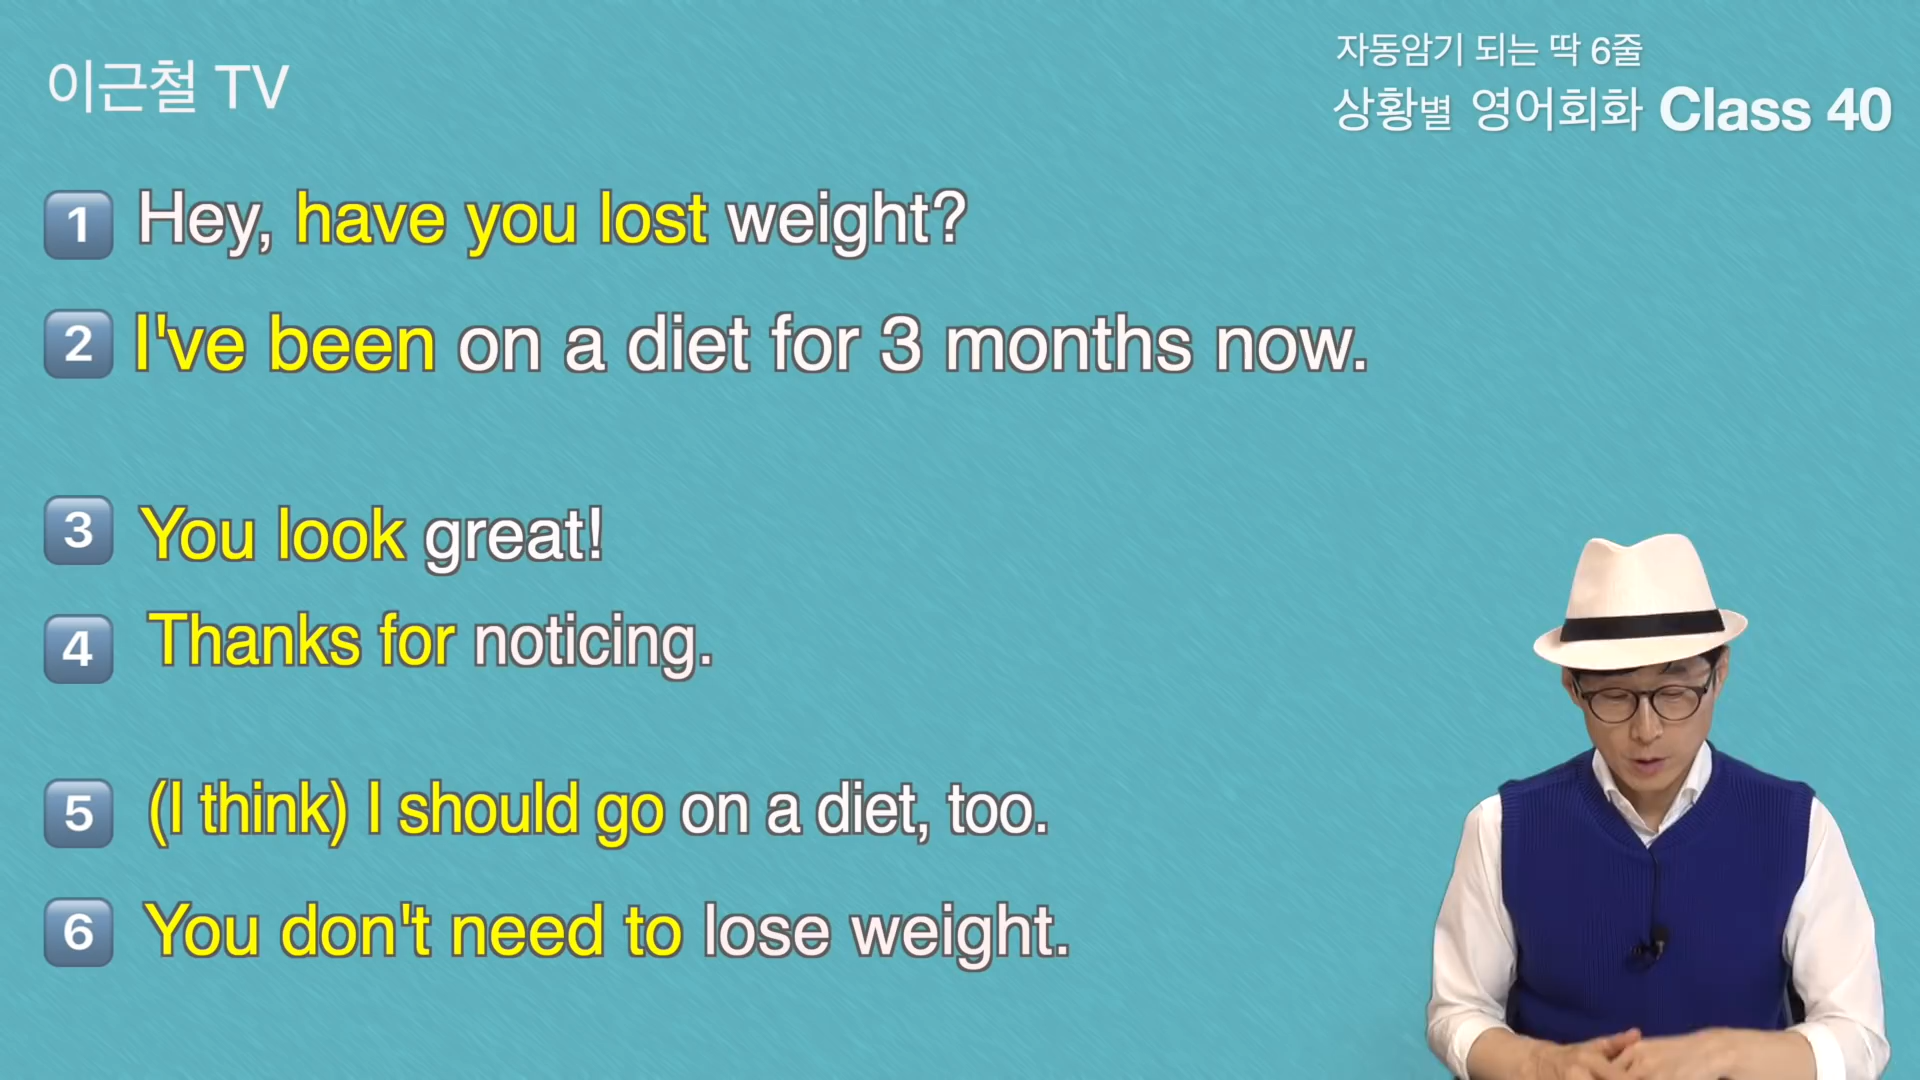 이근철 TV
자동암기 되는 딱 6줄
상황별 영어회화 Class 40
1 Hey, have you lost weight?
2 I've been on a diet for 3 months now.
3 You look great!
4 Thanks for noticing.
5 (I think) I should go on a diet, too.
6 You don't need to lose weight.